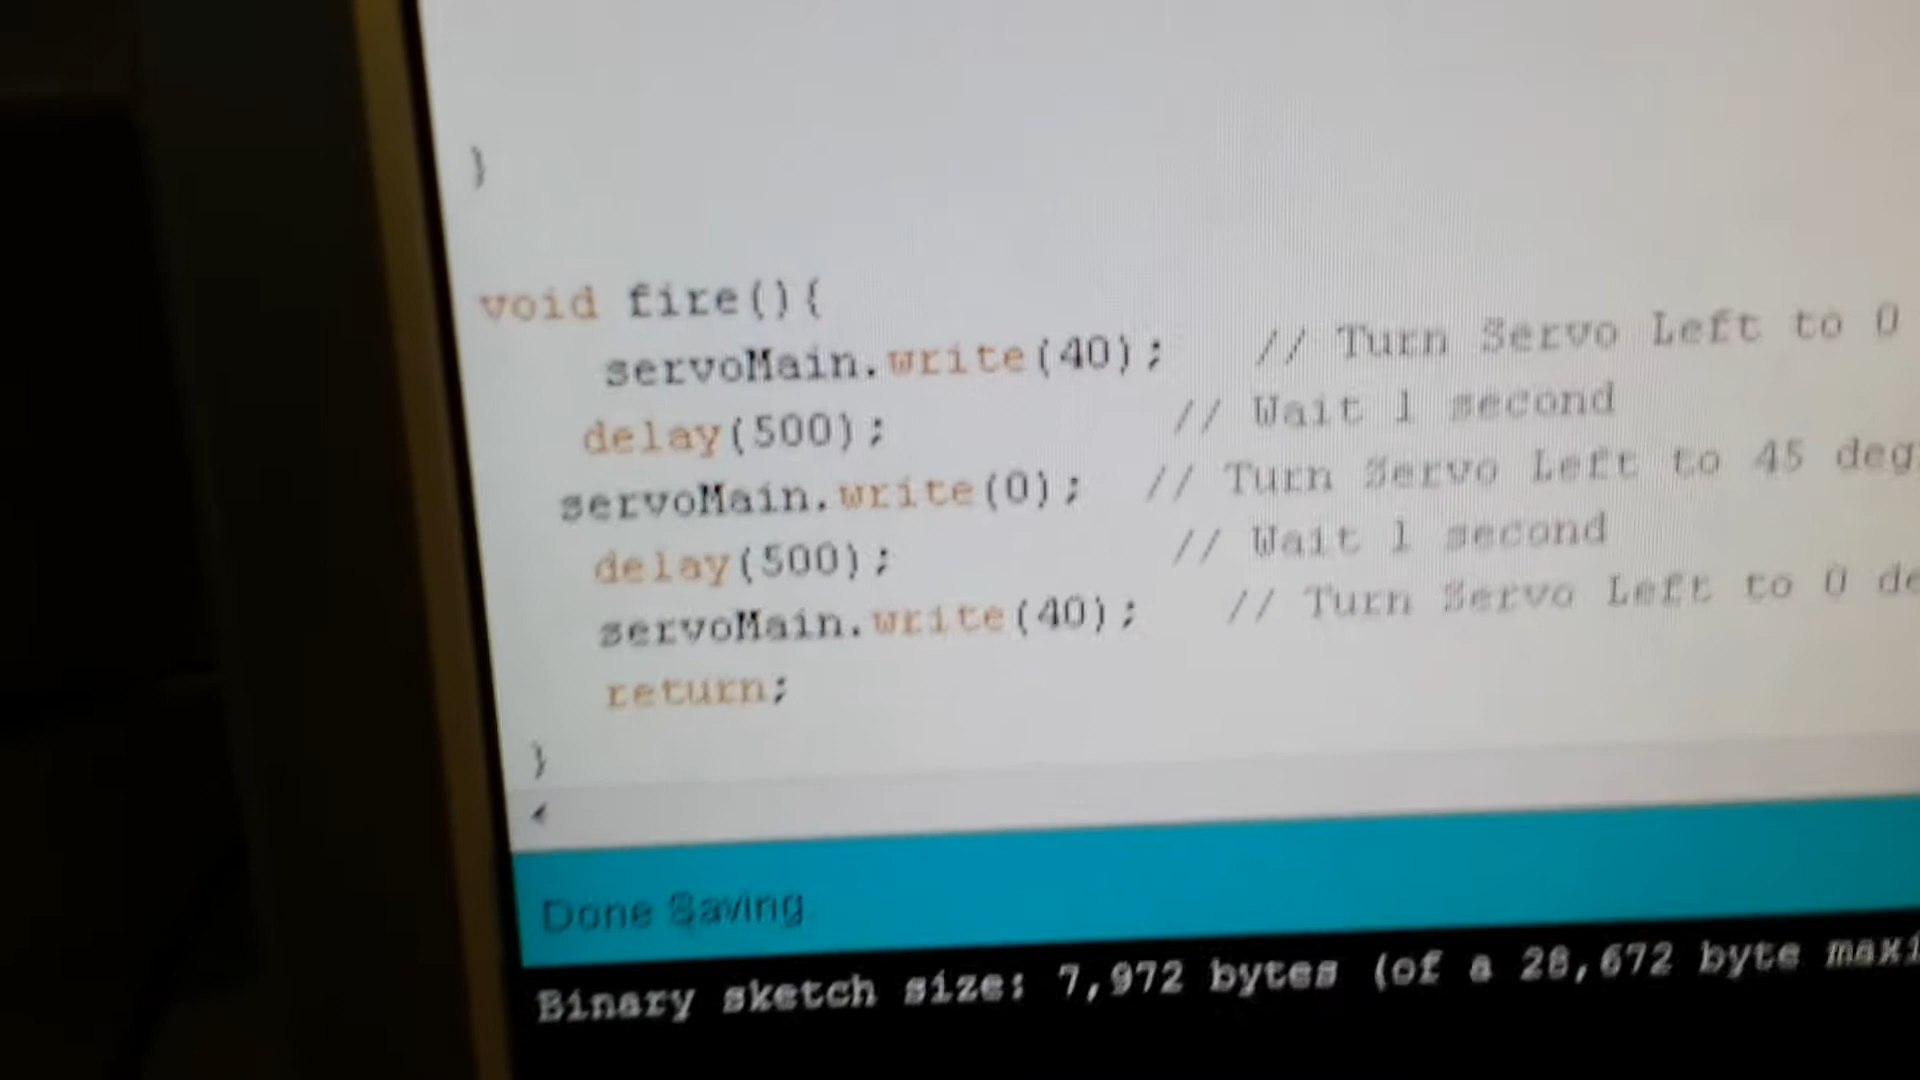 }
void fire(){
servoMain.write(40); // Turn Servo Left to 0
delay(500); // Wait 1 second
servoMain.write(0); // Turn Servo Left to 45 deg
delay(500); // Wait 1 second
servoMain.write(40); // Turn Servo Left to 0 de
return;
}
Done Saving.
Binary sketch size: 7,972 bytes (of a 28,672 byte maxi